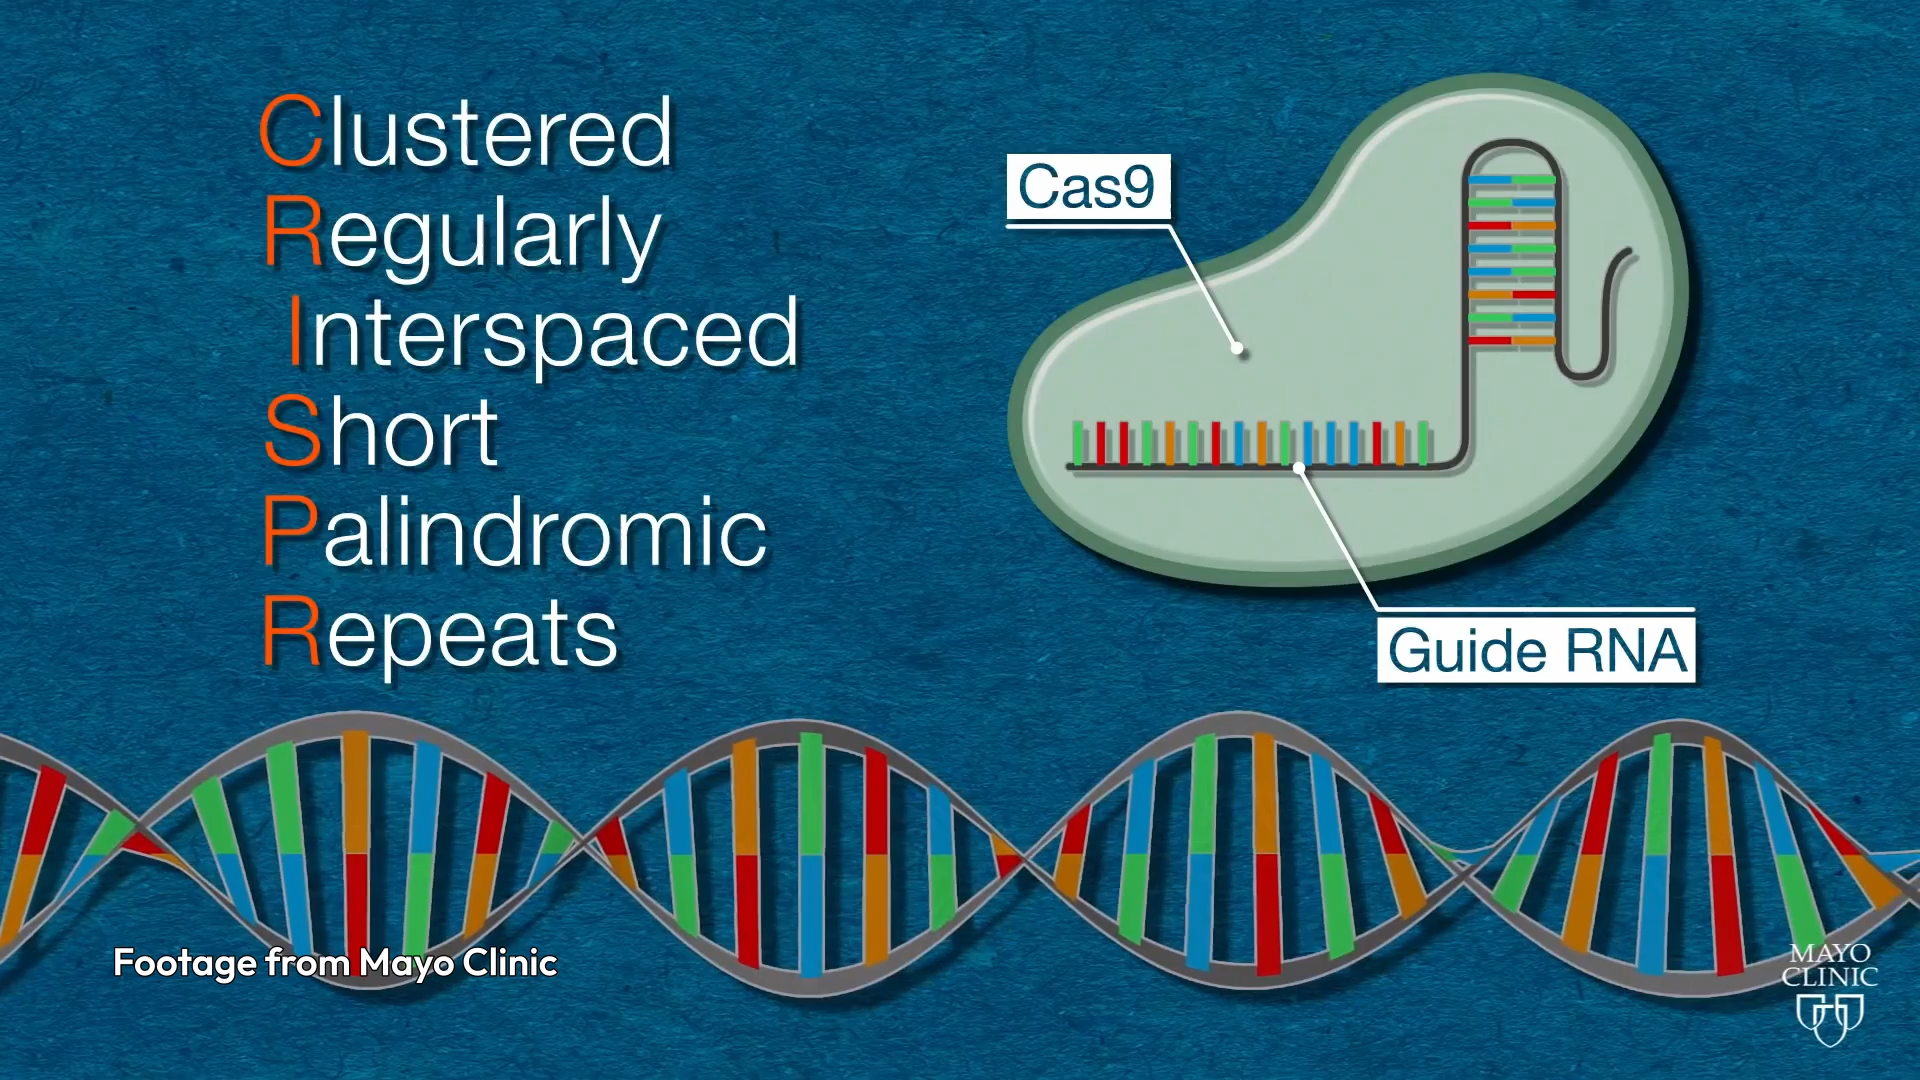 Clustered
Regularly
Interspaced
Short
Palindromic
Repeats
Cas9
Guide RNA
Footage from Mayo Clinic
MAYO
CLINIC